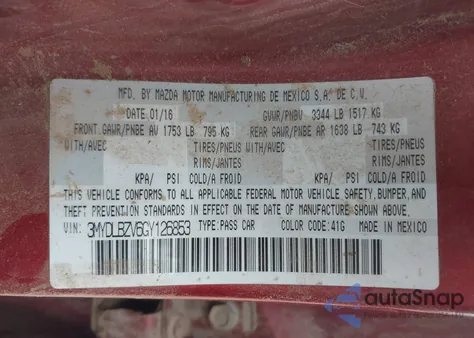 MFD. BY MAZDA MOTOR MANUFACTURING DE MEXICO S.A. DE C.V.
DATE 01/16 GVWR/PNBV 3344 LB 1517 KG
FRONT GAWR/PNBE AV 1753 LB 795 KG REAR GAWR/PNBE AR 1638 LB 743 KG
WITH/AVEC TIRES/PNEUS WITH/AVEC TIRES/PNEUS
RIMS/JANTES RIMS/JANTES
KPA/ PSI COLD/A FROID KPA/ PSI COLD/A FROID
THIS VEHICLE CONFORMS TO ALL APPLICABLE FEDERAL MOTOR VEHICLE SAFETY, BUMPER, AND
THEFT PREVENTION STANDARDS IN EFFECT ON THE DATE OF MANUFACTURE SHOWN ABOVE.
VIN: 3MYDLBZV6GY126853 TYPE: PASS CAR COLOR CODE: 41G MADE IN MEXICO
autoSnap